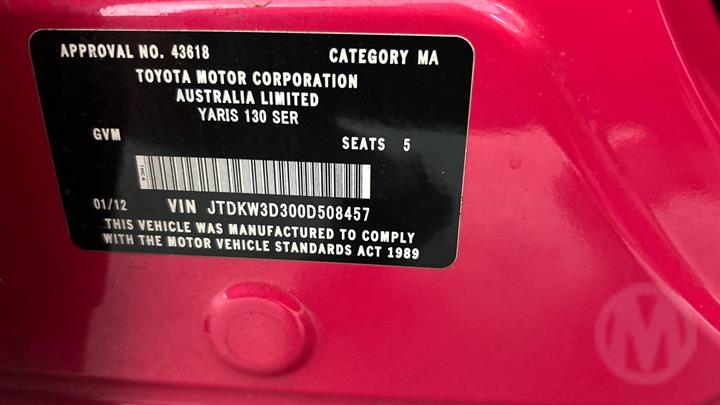 APPROVAL NO. 43618 CATEGORY MA
TOYOTA MOTOR CORPORATION
AUSTRALIA LIMITED
YARIS 130 SER
GVM SEATS 5
01/12 VIN JTDKW3D300D508457
THIS VEHICLE WAS MANUFACTURED TO COMPLY
WITH THE MOTOR VEHICLE STANDARDS ACT 1989
M